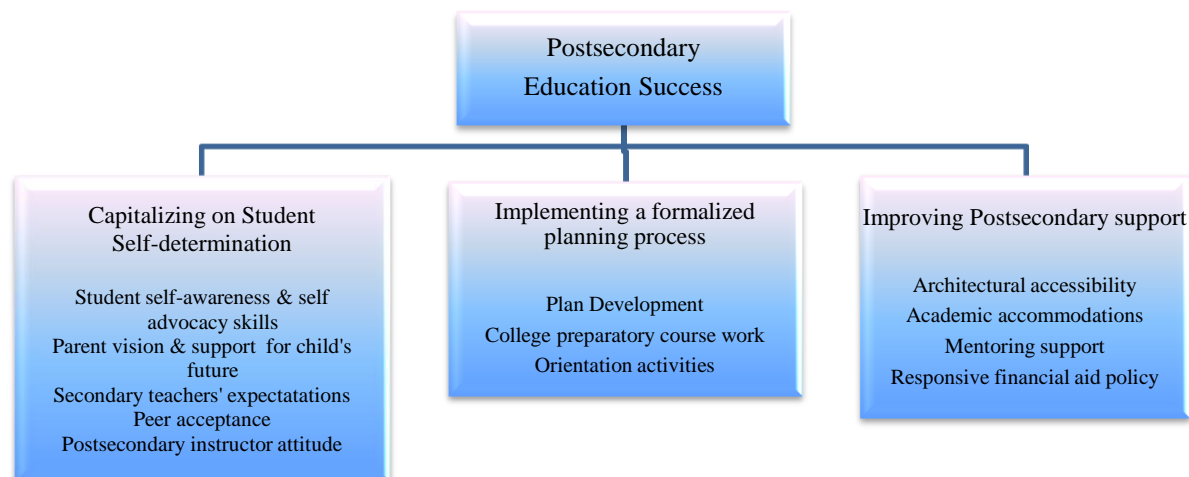 Postsecondary
Education Success
Capitalizing on Student
Self-determination
Student self-awareness & self
advocacy skills
Parent vision & support for child's
future
Secondary teachers' expectatations
Peer acceptance
Postsecondary instructor attitude
Implementing a formalized
planning process
Plan Development
College preparatory course work
Orientation activities
Improving Postsecondary support
Architectural accessibility
Academic accommodations
Mentoring support
Responsive financial aid policy